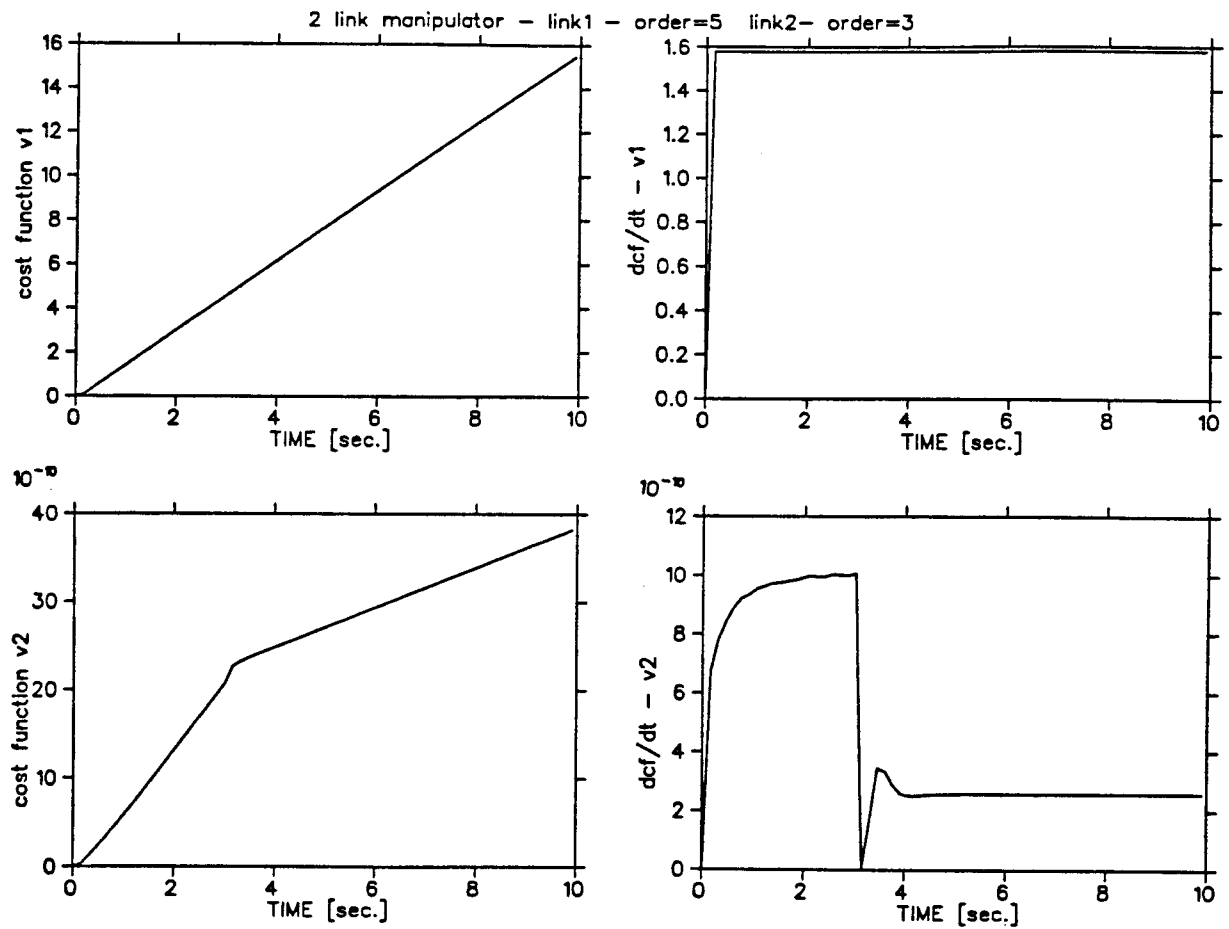 2 link manipulator – link1 – order=5 link2– order=3
16
14
12
10
8
6
4
2
0
cost function v1
0 2 4 6 8 10
TIME [sec.]
1.6
1.4
1.2
1.0
0.8
0.6
0.4
0.2
0.0
dcf/dt – v1
0 2 4 6 8 10
TIME [sec.]
10⁻¹⁰
40
30
20
10
0
cost function v2
0 2 4 6 8 10
TIME [sec.]
10⁻¹⁰
12
10
8
6
4
2
0
dcf/dt – v2
0 2 4 6 8 10
TIME [sec.]